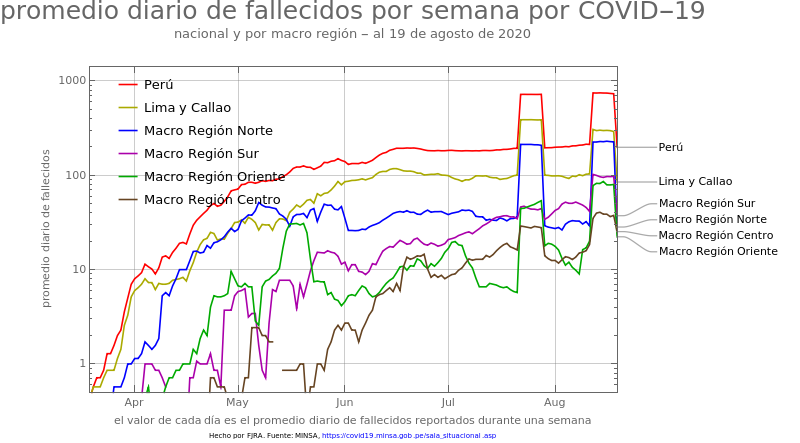 promedio diario de fallecidos por semana por COVID−19
nacional y por macro región − al 19 de agosto de 2020
promedio diario de fallecidos
1000
100
10
1
Perú
Lima y Callao
Macro Región Norte
Macro Región Sur
Macro Región Oriente
Macro Región Centro
Perú
Lima y Callao
Macro Región Sur
Macro Región Norte
Macro Región Centro
Macro Región Oriente
Apr
May
Jun
Jul
Aug
el valor de cada día es el promedio diario de fallecidos reportados durante una semana
Hecho por FJRA. Fuente: MINSA, https://covid19.minsa.gob.pe/sala_situacional .asp